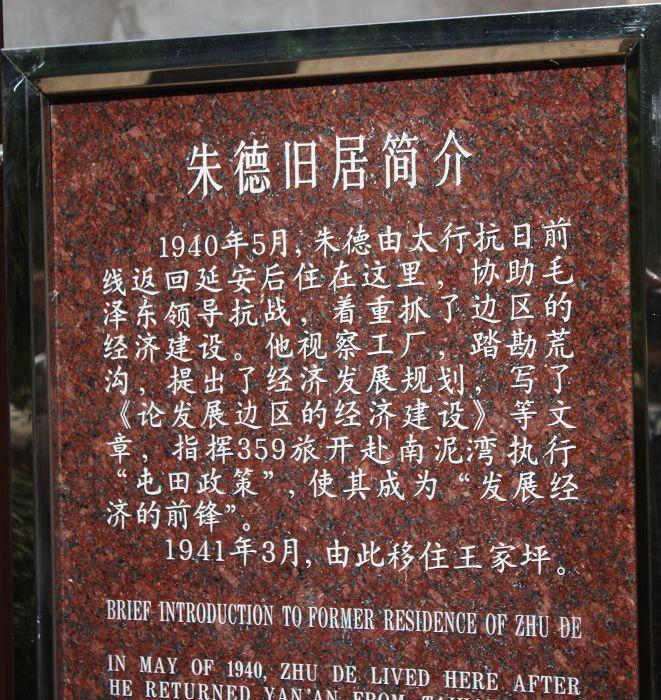 朱德旧居简介
1940年5月，朱德由太行抗日前
线返回延安后住在这里，协助毛
泽东领导抗战，着重抓了边区的
经济建设。他视察工厂，踏勘荒
沟，提出了经济发展规划，写了
《论发展边区的经济建设》等文
章，指挥359旅开赴南泥湾执行
“屯田政策”，使其成为“发展经
济的前锋”。
1941年3月，由此移住王家坪。
BRIEF INTRODUCTION TO FORMER RESIDENCE OF ZHU DE
IN MAY OF 1940, ZHU DE LIVED HERE AFTER
HE RETURNED YAN'AN FROM